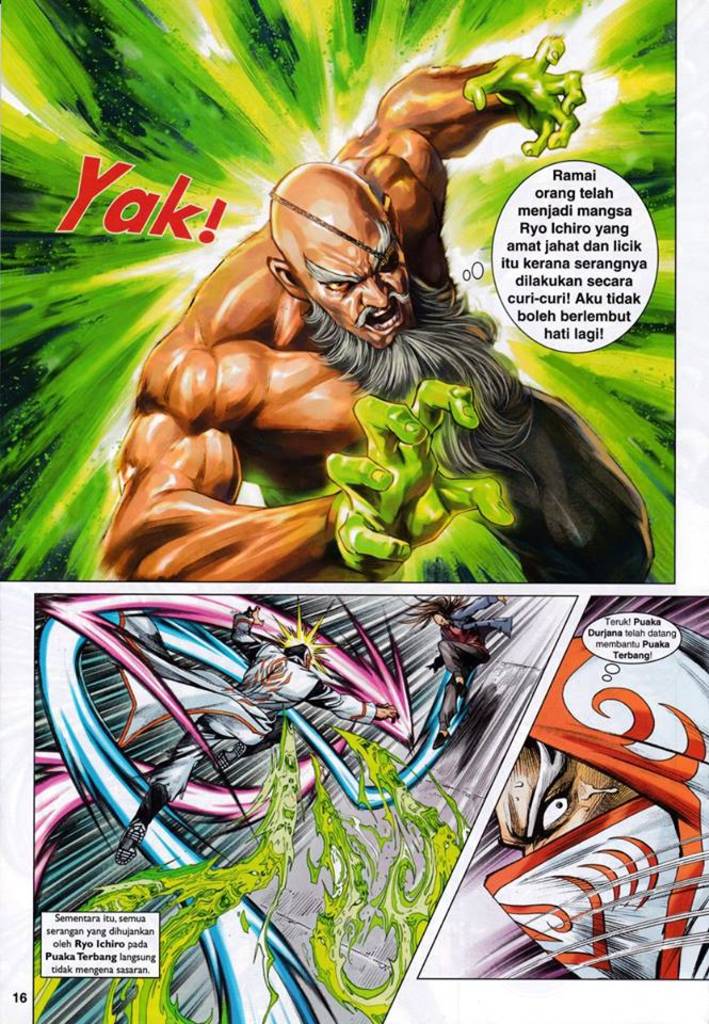 Yak!
Ramai
orang telah
menjadi mangsa
Ryo Ichiro yang
amat jahat dan licik
itu kerana serangnya
dilakukan secara
curi-curi! Aku tidak
boleh berlembut
hati lagi!
Teruk! Puaka
Durjana telah datang
membantu Puaka
Terbang!
Sementara itu, semua
serangan yang dihujankan
oleh Ryo Ichiro pada
Puaka Terbang langsung
tidak mengena sasaran.
16